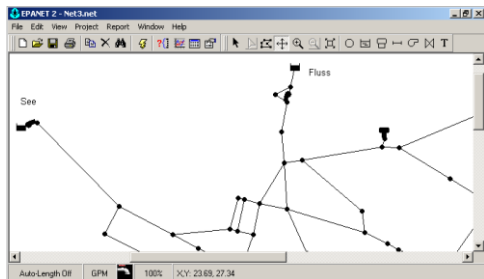 EPANET 2 - Net3.net
File Edit View Project Report Window Help
T
Fluss
See
Auto-Length Off GPM 100% X,Y: 23.69, 27.34